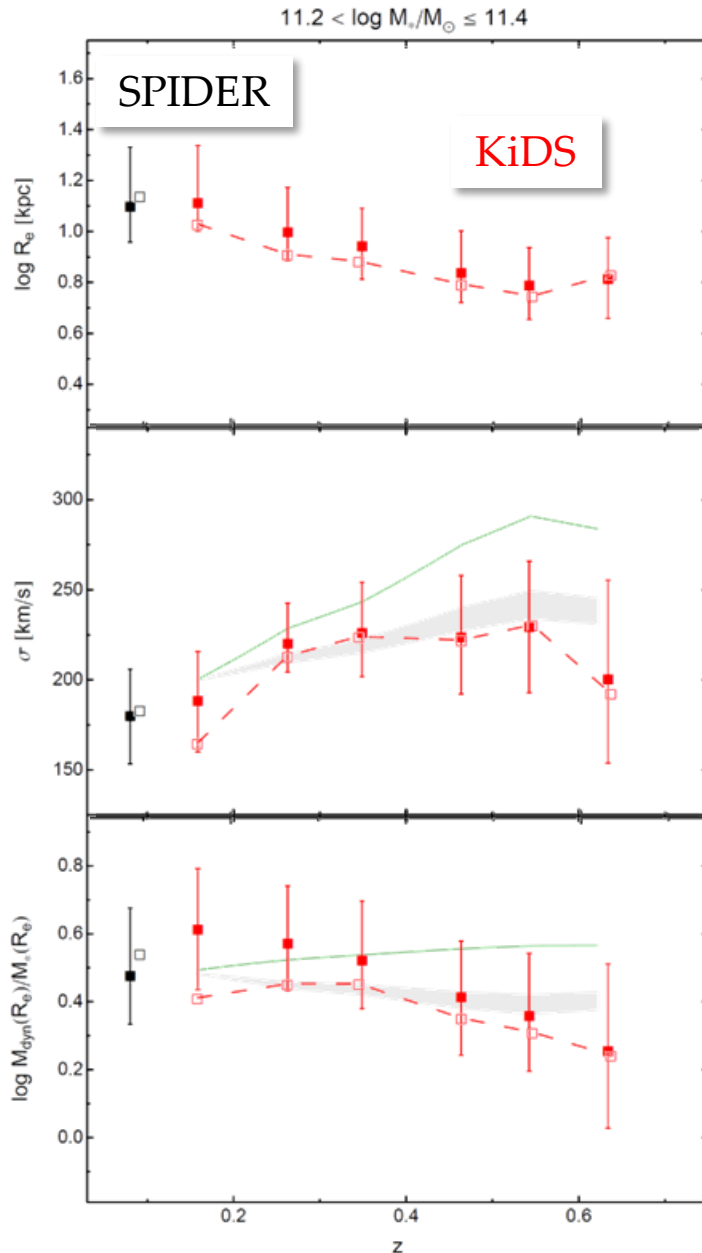 11.2 < log M⋆/M⊙ ≤ 11.4
SPIDER
KiDS
log Re [kpc]
1.6
1.4
1.2
1.0
0.8
0.6
0.4
σ [km/s]
300
250
200
150
log Mdyn(Re)/M⋆(Re)
0.8
0.6
0.4
0.2
0.0
0.2
0.4
0.6
z